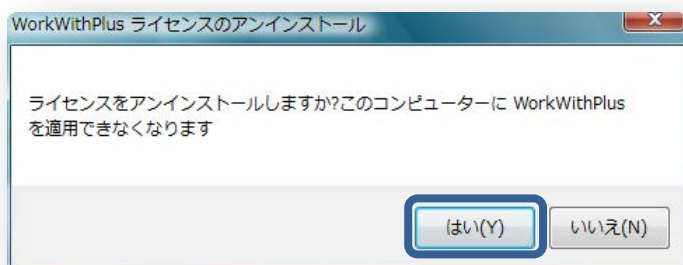 WorkWithPlus ライセンスのアンインストール
ライセンスをアンインストールしますか?このコンピューターに WorkWithPlus
を適用できなくなります
はい(Y) いいえ(N)